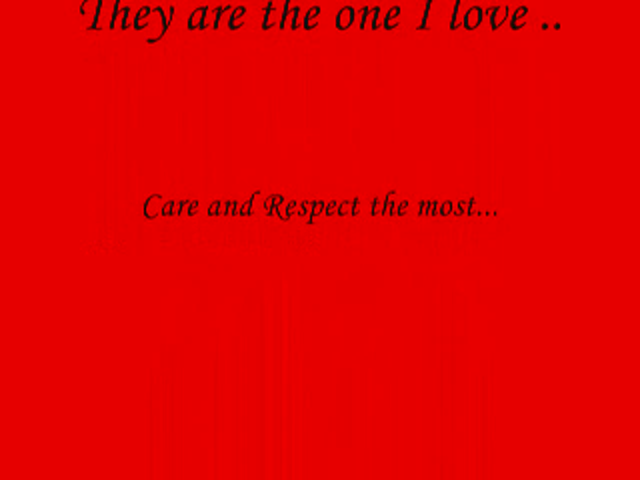 They are the one I love ..
Care and Respect the most...